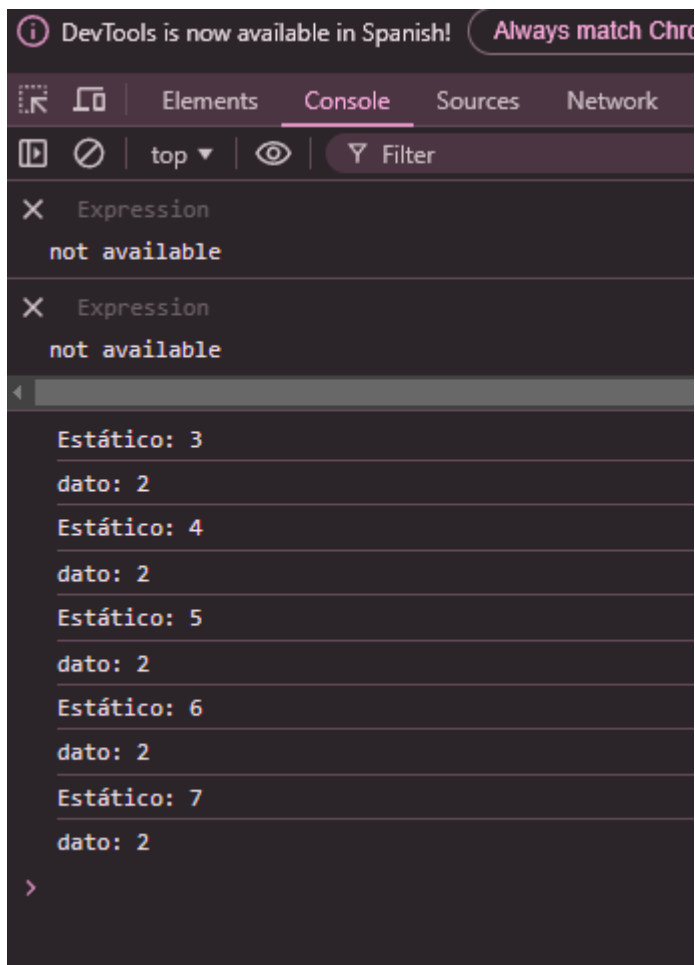 DevTools is now available in Spanish! Always match Chro
Elements Console Sources Network
top Filter
Expression
not available
Expression
not available
Estático: 3
dato: 2
Estático: 4
dato: 2
Estático: 5
dato: 2
Estático: 6
dato: 2
Estático: 7
dato: 2